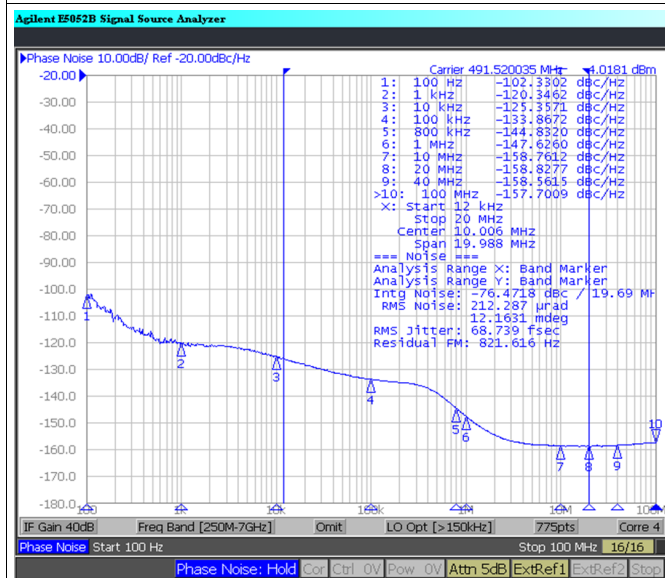 Agilent E5052B Signal Source Analyzer
▶Phase Noise 10.00dB/ Ref -20.00dBc/Hz
Carrier 491.520035 MHz 4.0181 dBm
1: 100 Hz -102.3302 dBc/Hz
2: 1 kHz -120.3462 dBc/Hz
3: 10 kHz -125.3571 dBc/Hz
4: 100 kHz -133.8672 dBc/Hz
5: 800 kHz -144.8320 dBc/Hz
6: 1 MHz -147.6260 dBc/Hz
7: 10 MHz -158.7612 dBc/Hz
8: 20 MHz -158.8277 dBc/Hz
9: 40 MHz -158.5615 dBc/Hz
>10: 100 MHz -157.7009 dBc/Hz
X: Start 12 kHz
Stop 20 MHz
Center 10.006 MHz
Span 19.988 MHz
=== Noise ===
Analysis Range X: Band Marker
Analysis Range Y: Band Marker
Intg Noise: -76.4718 dBc / 19.69 MH
RMS Noise: 212.287 µrad
12.1631 mdeg
RMS Jitter: 68.739 fsec
Residual FM: 821.616 Hz
-20.00
-30.00
-40.00
-50.00
-60.00
-70.00
-80.00
-90.00
-100.0
-110.0
-120.0
-130.0
-140.0
-150.0
-160.0
-170.0
-180.0
1
2
3
4
5
6
7
8
9
10
100 1k 10k 100k 1M 10M 100M
IF Gain 40dB Freq Band [250M-7GHz] Omit LO Opt [>150kHz] 775pts Corre 4
Phase Noise Start 100 Hz Stop 100 MHz 16/16
Phase Noise: Hold Cor Ctrl 0V Pow 0V Attn 5dB ExtRef1 ExtRef2 Stop